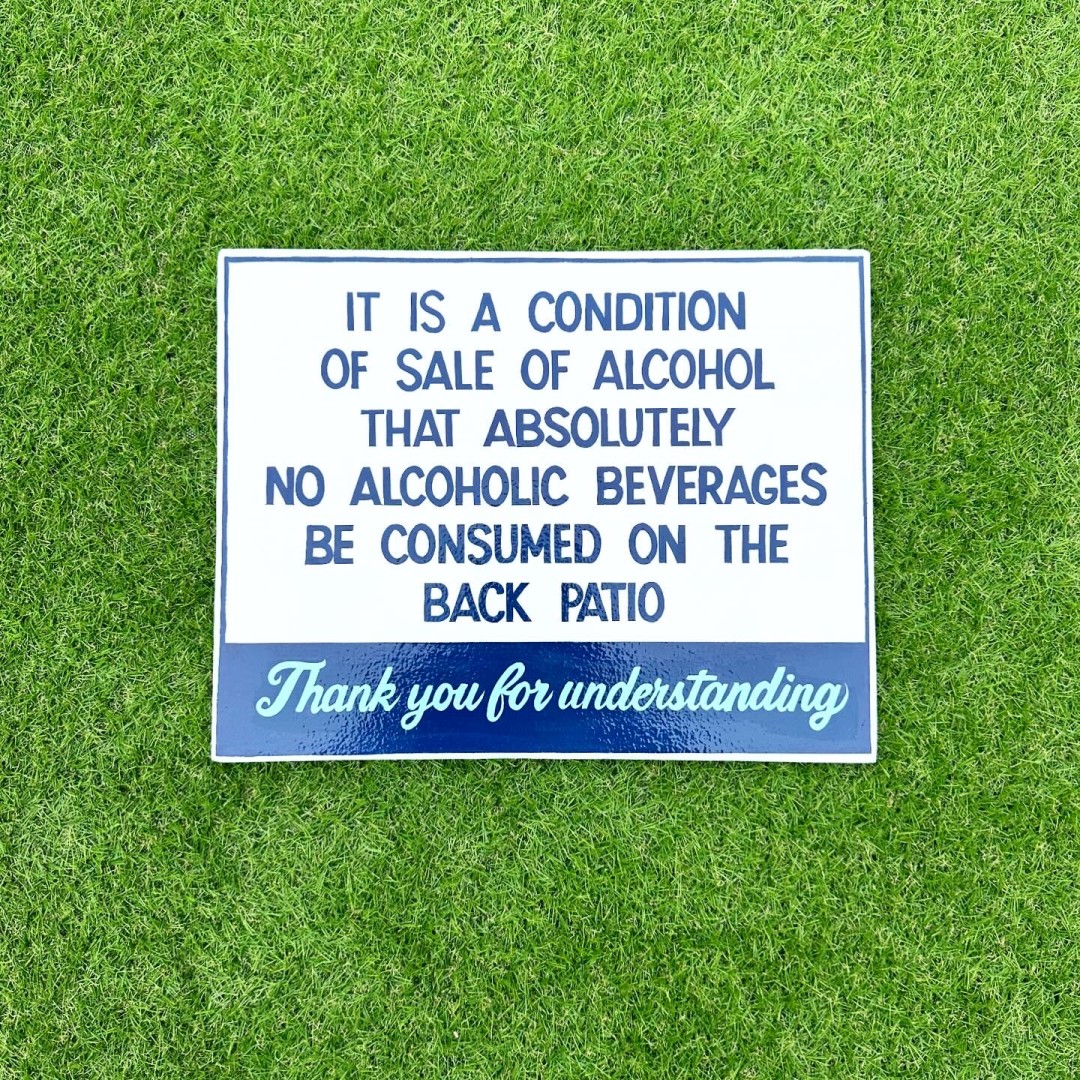 IT IS A CONDITION
OF SALE OF ALCOHOL
THAT ABSOLUTELY
NO ALCOHOLIC BEVERAGES
BE CONSUMED ON THE
BACK PATIO
Thank you for understanding